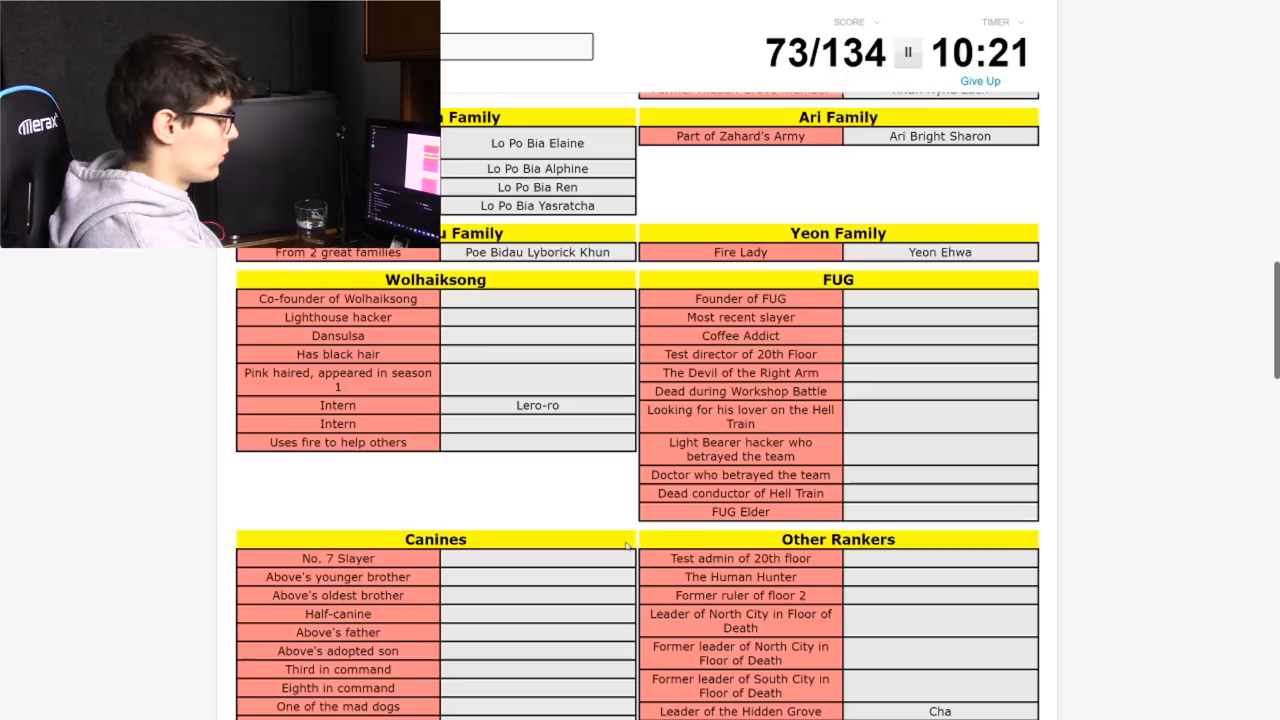 SCORE
TIMER
73/134
10:21
Give Up
merax
n Family
Lo Po Bia Elaine
Lo Po Bia Alphine
Lo Po Bia Ren
Lo Po Bia Yasratcha
Ari Family
Part of Zahard's Army
Ari Bright Sharon
u Family
From 2 great families
Poe Bidau Lyborick Khun
Yeon Family
Fire Lady
Yeon Ehwa
Wolhaiksong
Co-founder of Wolhaiksong
Lighthouse hacker
Dansulsa
Has black hair
Pink haired, appeared in season
1
Intern
Lero-ro
Intern
Uses fire to help others
FUG
Founder of FUG
Most recent slayer
Coffee Addict
Test director of 20th Floor
The Devil of the Right Arm
Dead during Workshop Battle
Looking for his lover on the Hell
Train
Light Bearer hacker who
betrayed the team
Doctor who betrayed the team
Dead conductor of Hell Train
FUG Elder
Canines
No. 7 Slayer
Above's younger brother
Above's oldest brother
Half-canine
Above's father
Above's adopted son
Third in command
Eighth in command
One of the mad dogs
Other Rankers
Test admin of 20th floor
The Human Hunter
Former ruler of floor 2
Leader of North City in Floor of
Death
Former leader of North City in
Floor of Death
Former leader of South City in
Floor of Death
Leader of the Hidden Grove
Cha